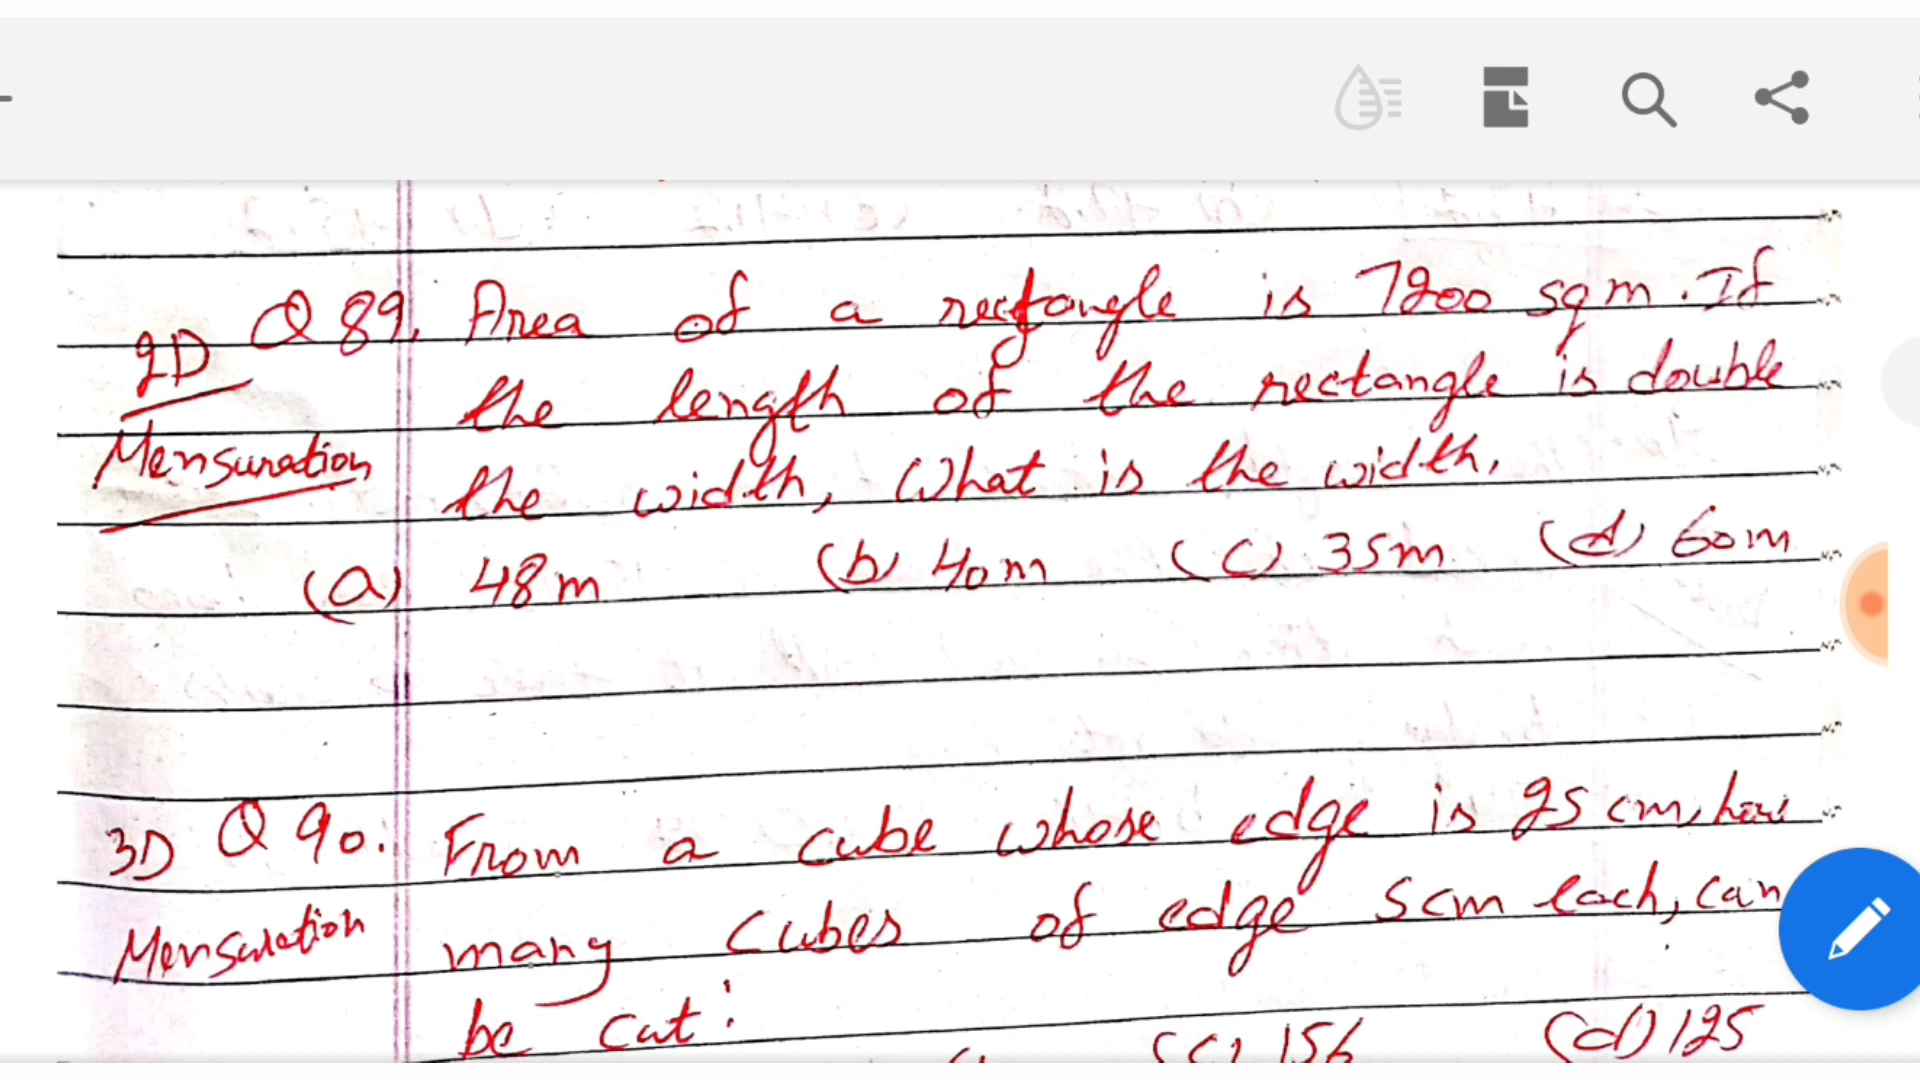 Q 89. Area of a rectangle is 7200 sqm. If
2D
the length of the rectangle is double
Mensuration
the width, What is the width.
(a) 48m (b) 40m (c) 35m (d) 60m
3D Q 90. From a cube whose edge is 25 cm, how
Mensuration many cubes of edge 5cm each, can
be cut:
(c) 156 (d) 125